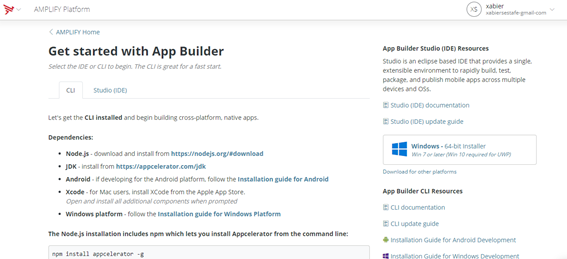 AMPLIFY Platform
XS
xabier
xabiersestafe-gmail-com
AMPLIFY Home
Get started with App Builder
Select the IDE or CLI to begin. The CLI is great for a fast start.
CLI
Studio (IDE)
Let's get the CLI installed and begin building cross-platform, native apps.
Dependencies:
Node.js - download and install from https://nodejs.org/#download
JDK - install from https://appcelerator.com/jdk
Android - if developing for the Android platform, follow the Installation guide for Android
Xcode - for Mac users, install XCode from the Apple App Store.
Open and install all additional components when prompted
Windows platform - follow the Installation guide for Windows Platform
The Node.js installation includes npm which lets you install Appcelerator from the command line:
npm install appcelerator -g
App Builder Studio (IDE) Resources
Studio is an eclipse based IDE that provides a single,
extensible environment to rapidly build, test,
package, and publish mobile apps across multiple
devices and OSs.
Studio (IDE) documentation
Studio (IDE) update guide
Windows - 64-bit Installer
Win 7 or later (Win 10 required for UWP)
Download for other platforms
App Builder CLI Resources
CLI documentation
CLI update guide
Installation Guide for Android Development
Installation Guide for Windows Development